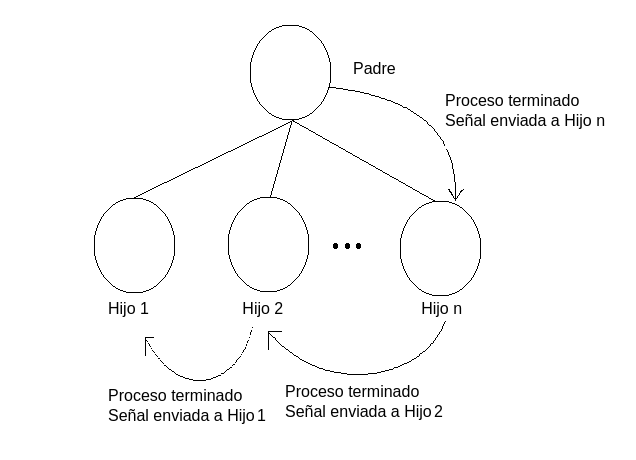 Padre
Proceso terminado
Señal enviada a Hijo n
Hijo 1
Hijo 2
Hijo n
Proceso terminado
Señal enviada a Hijo 1
Proceso terminado
Señal enviada a Hijo 2